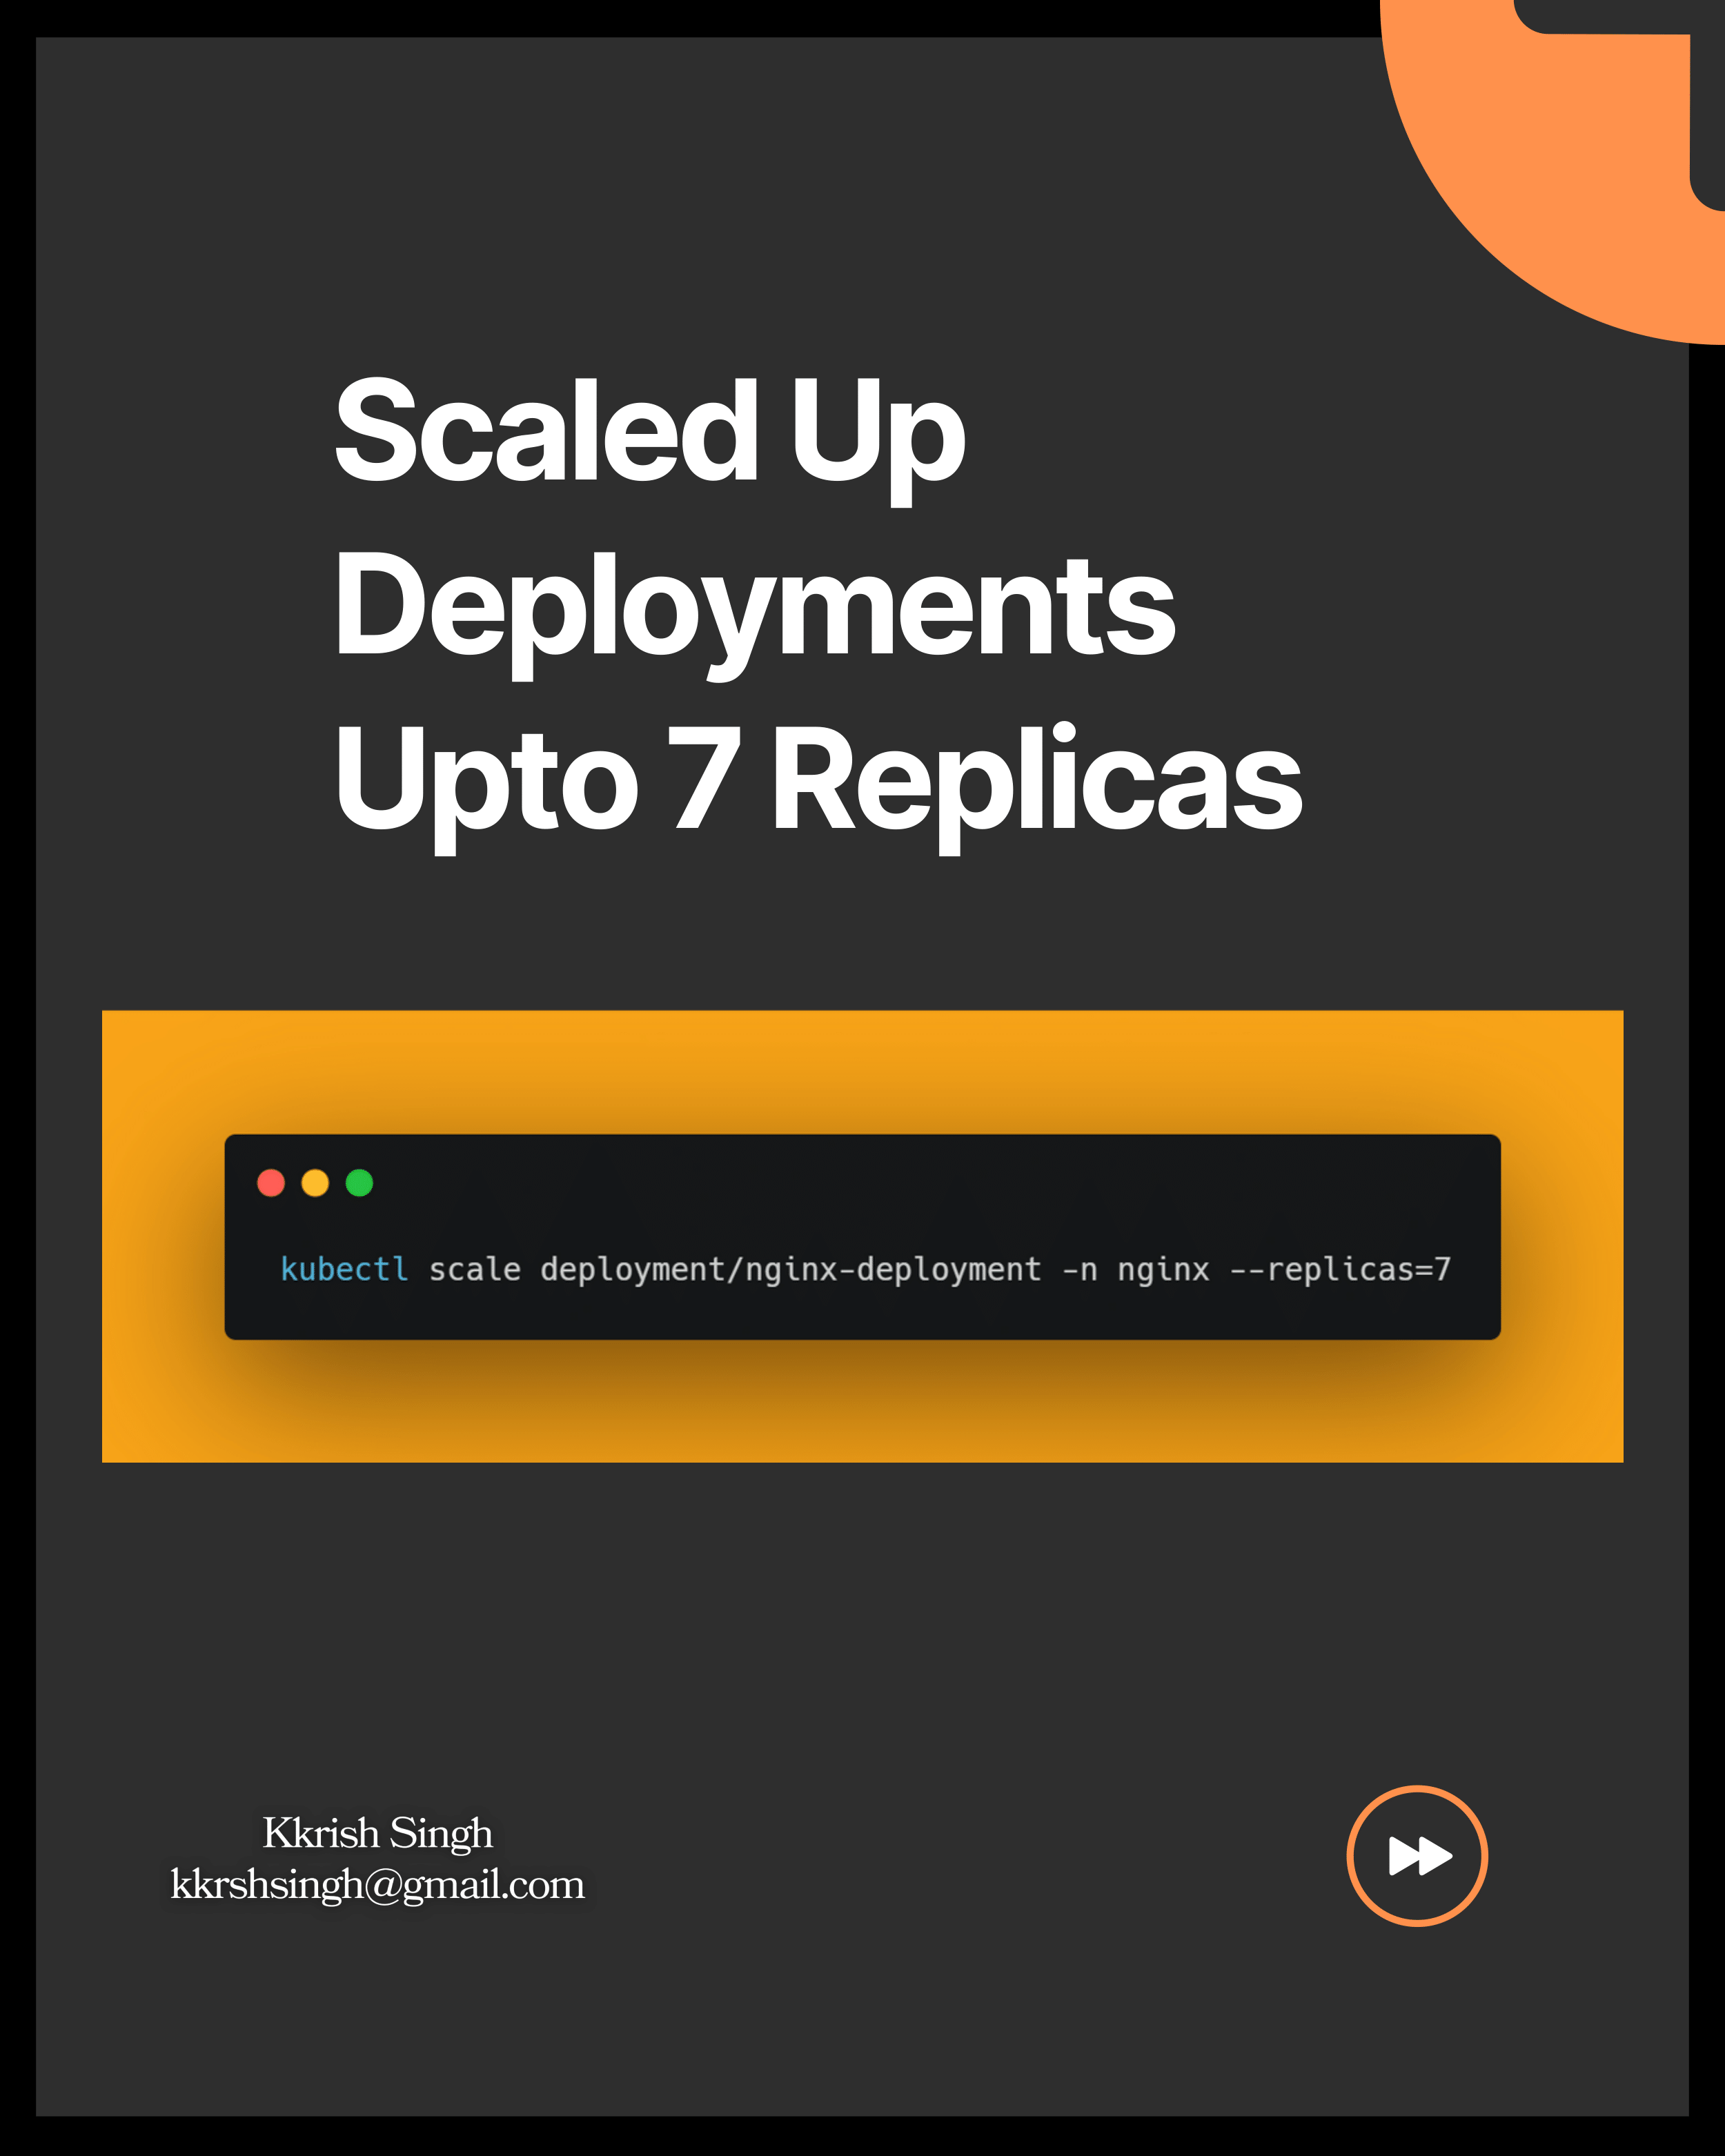 Scaled Up
Deployments
Upto 7 Replicas
kubectl scale deployment/nginx-deployment -n nginx --replicas=7
Kkrish Singh
kkrshsingh@gmail.com